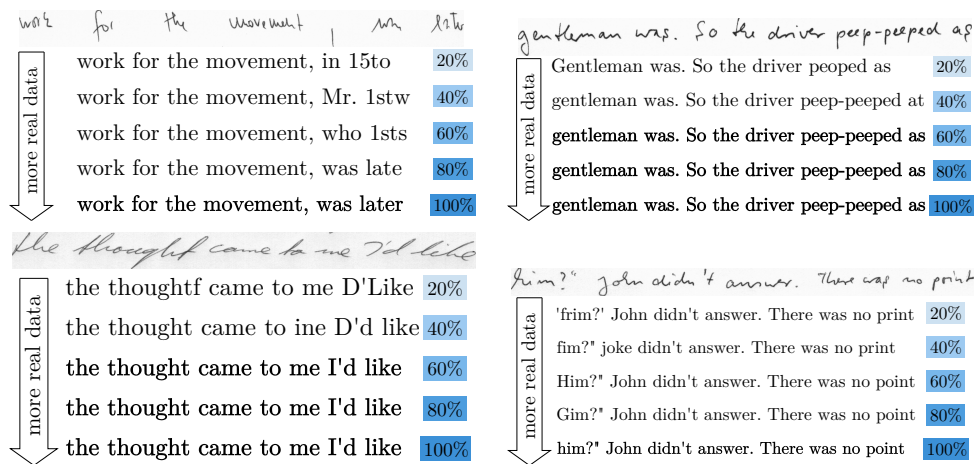 work for the movement, wn later
more real data
work for the movement, in 15to 20%
work for the movement, Mr. 1stw 40%
work for the movement, who 1sts 60%
work for the movement, was late 80%
work for the movement, was later 100%
gentleman was. So the driver peep-peeped as
more real data
Gentleman was. So the driver peoped as 20%
gentleman was. So the driver peep-peeped at 40%
gentleman was. So the driver peep-peeped as 60%
gentleman was. So the driver peep-peeped as 80%
gentleman was. So the driver peep-peeped as 100%
the thought came to me I'd like
more real data
the thoughtf came to me D'Like 20%
the thought came to ine D'd like 40%
the thought came to me I'd like 60%
the thought came to me I'd like 80%
the thought came to me I'd like 100%
him?" John didn't answer. There was no point
more real data
'frim?' John didn't answer. There was no print 20%
fim?" joke didn't answer. There was no print 40%
Him?" John didn't answer. There was no point 60%
Gim?" John didn't answer. There was no point 80%
him?" John didn't answer. There was no point 100%